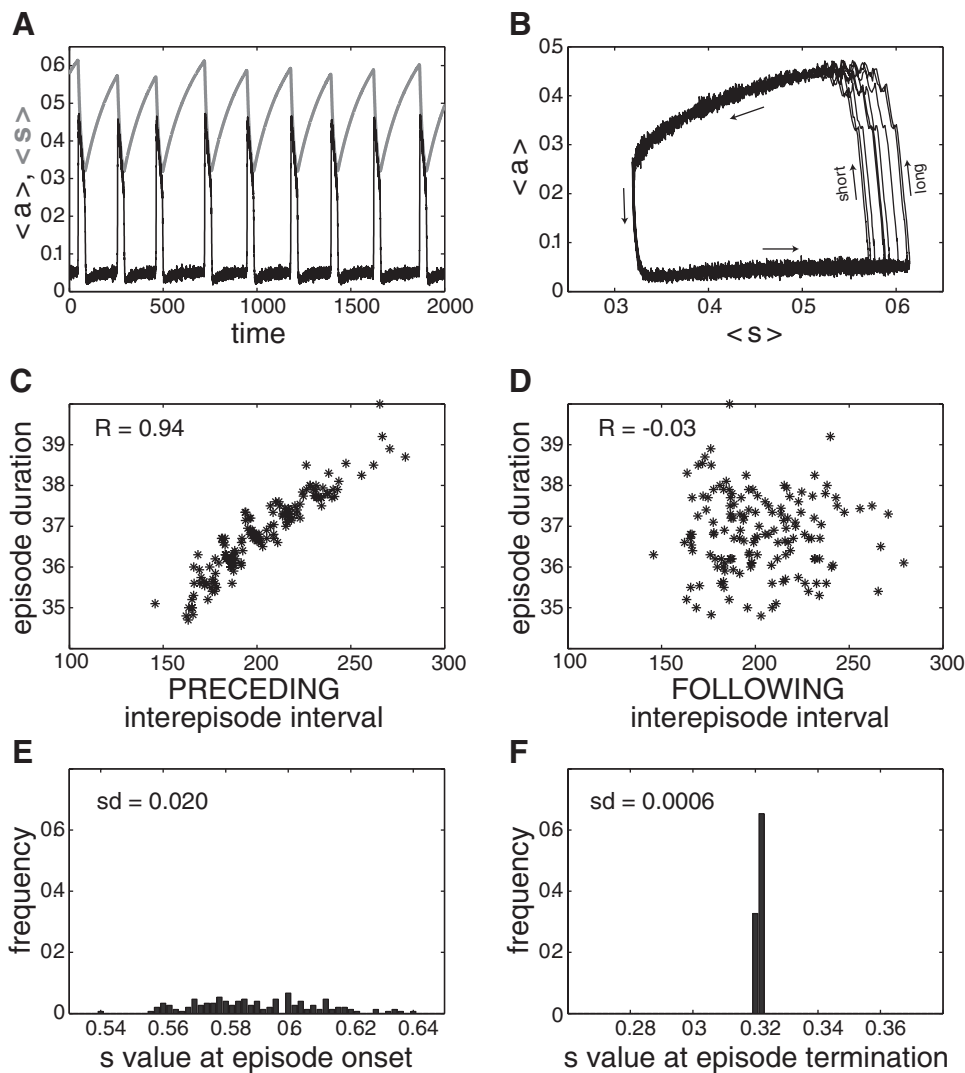 A
<a>, <s>
0.6
0.5
0.4
0.3
0.2
0.1
0
0
500
1000
1500
2000
time
B
<a>
0.5
0.4
0.3
0.2
0.1
0
short
long
0.3
0.4
0.5
0.6
<s>
C
R = 0.94
episode duration
39
38
37
36
35
100
150
200
250
300
PRECEDING
interepisode interval
D
R = -0.03
episode duration
39
38
37
36
35
100
150
200
250
300
FOLLOWING
interepisode interval
E
sd = 0.020
frequency
0.6
0.4
0.2
0
0.54
0.56
0.58
0.6
0.62
0.64
s value at episode onset
F
sd = 0.0006
frequency
0.6
0.4
0.2
0
0.28
0.3
0.32
0.34
0.36
s value at episode termination